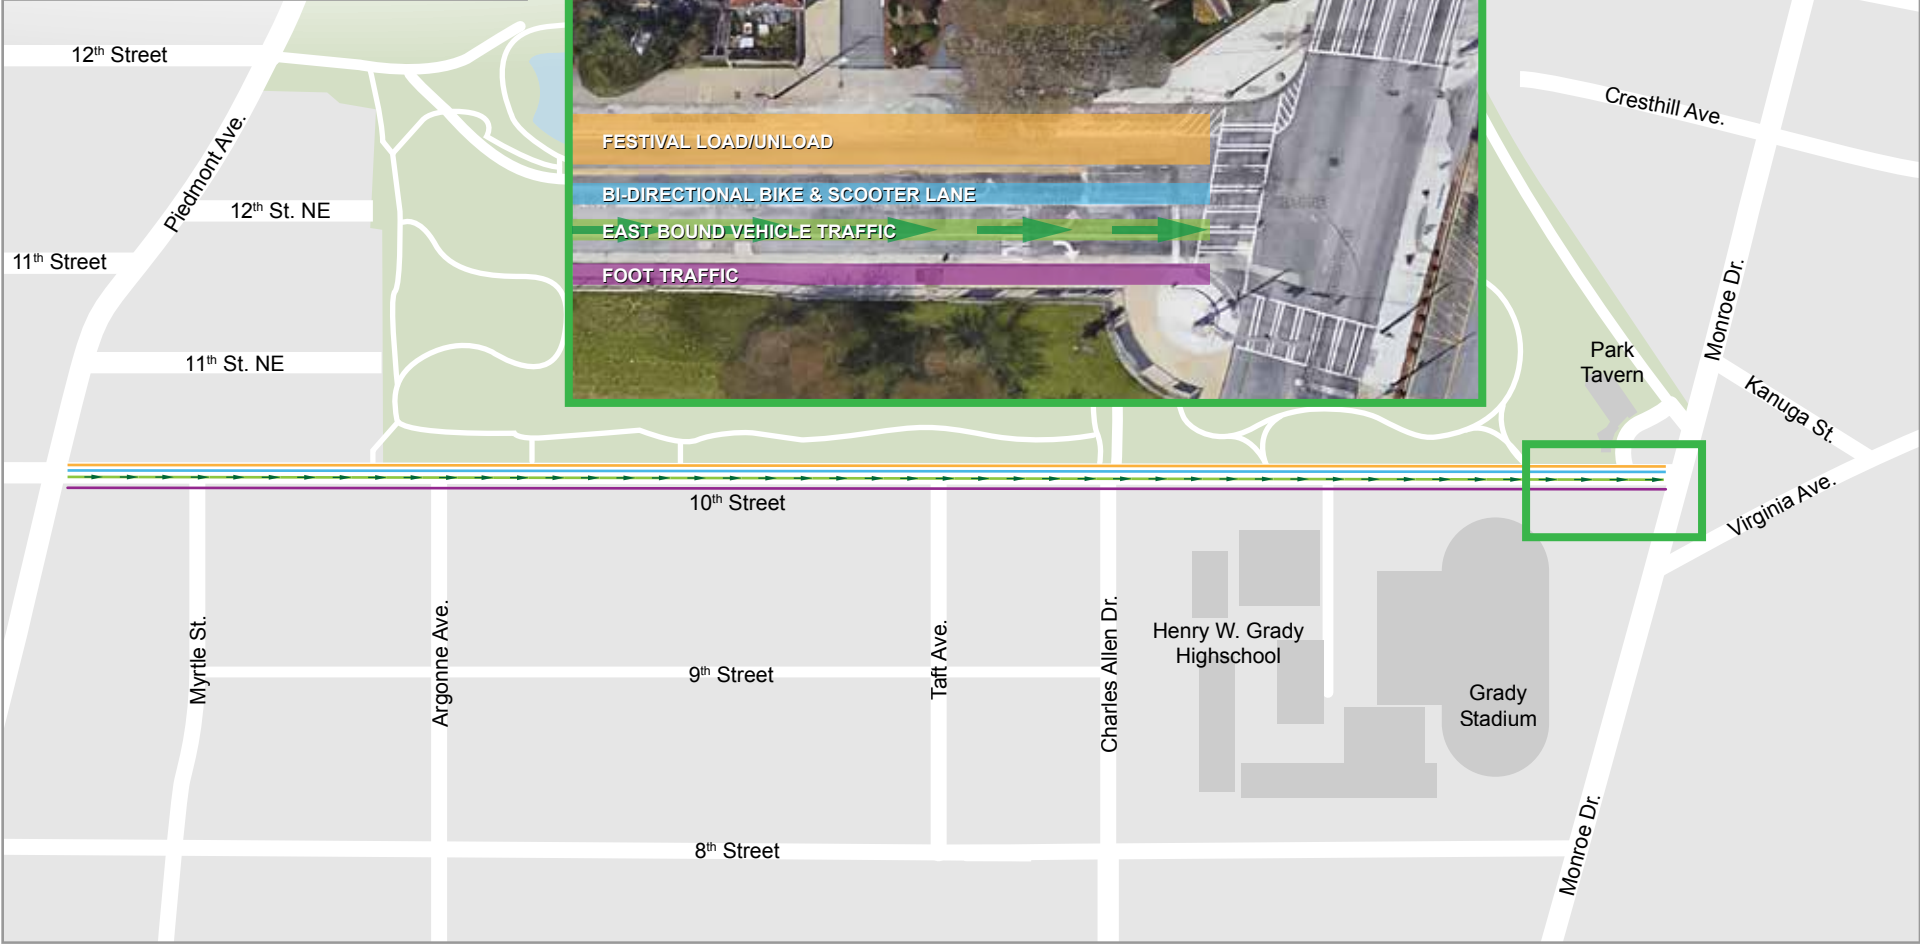 12th Street
Piedmont Ave.
12th St. NE
11th Street
11th St. NE
FESTIVAL LOAD/UNLOAD
BI-DIRECTIONAL BIKE & SCOOTER LANE
EAST BOUND VEHICLE TRAFFIC
FOOT TRAFFIC
Cresthill Ave.
Monroe Dr.
Park
Tavern
Kanuga St.
Virginia Ave.
10th Street
Myrtle St.
Argonne Ave.
9th Street
Taft Ave.
Charles Allen Dr.
Henry W. Grady
Highschool
Grady
Stadium
8th Street
Monroe Dr.